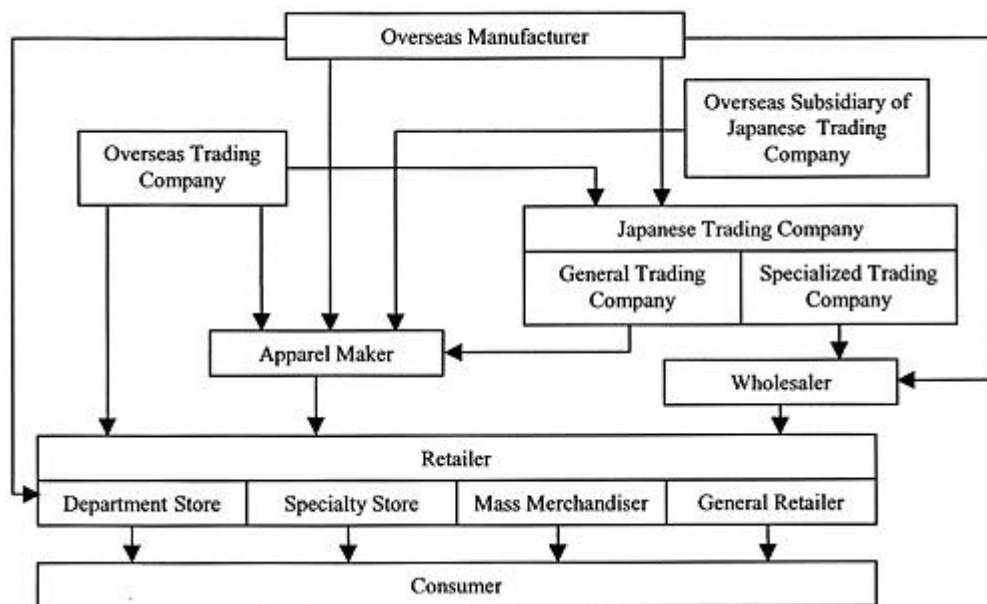 Overseas Manufacturer
Overseas Subsidiary of
Japanese Trading
Company
Overseas Trading
Company
Japanese Trading Company
General Trading
Company
Specialized Trading
Company
Apparel Maker
Wholesaler
Retailer
Department Store
Specialty Store
Mass Merchandiser
General Retailer
Consumer